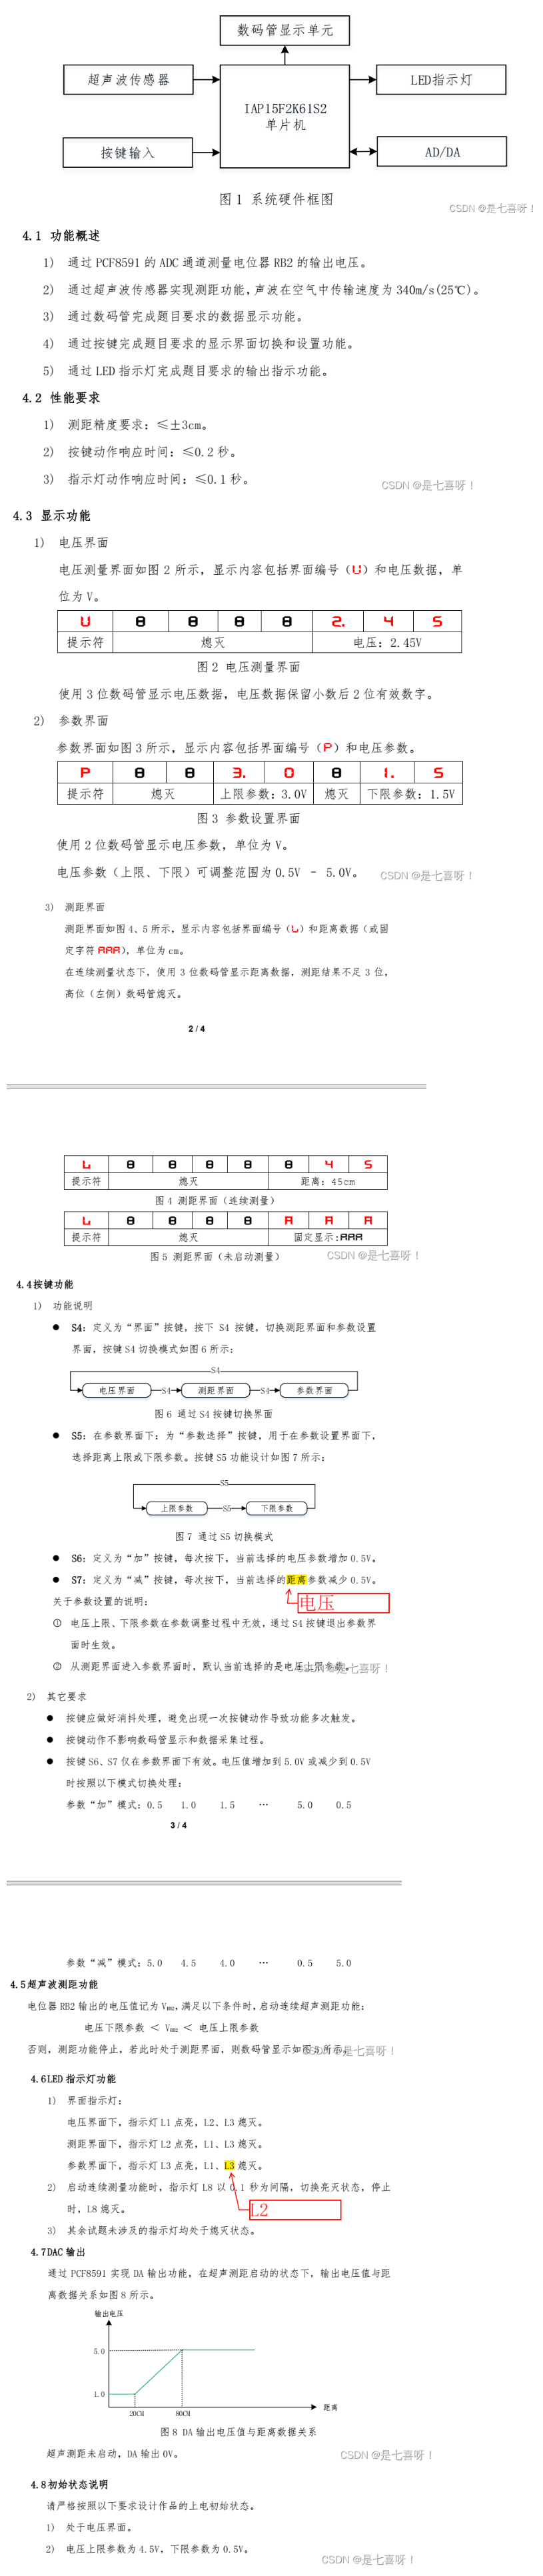 数码管显示单元
超声波传感器
LED指示灯
IAP15F2K61S2
单片机
按键输入
AD/DA
图 1 系统硬件框图
CSDN @是七喜呀！
4.1 功能概述
1) 通过 PCF8591 的 ADC 通道测量电位器 RB2 的输出电压。
2) 通过超声波传感器实现测距功能，声波在空气中传输速度为 340m/s(25℃)。
3) 通过数码管完成题目要求的数据显示功能。
4) 通过按键完成题目要求的显示界面切换和设置功能。
5) 通过 LED 指示灯完成题目要求的输出指示功能。
4.2 性能要求
1) 测距精度要求：≤±3cm。
2) 按键动作响应时间：≤0.2 秒。
3) 指示灯动作响应时间：≤0.1 秒。
CSDN @是七喜呀！
4.3 显示功能
1) 电压界面
电压测量界面如图 2 所示，显示内容包括界面编号（U）和电压数据，单
位为 V。
U 8 8 8 8 2. 4 5
提示符 熄灭 电压：2.45V
图 2 电压测量界面
使用 3 位数码管显示电压数据，电压数据保留小数后 2 位有效数字。
2) 参数界面
参数界面如图 3 所示，显示内容包括界面编号（P）和电压参数。
P 8 8 3. 0 8 1. 5
提示符 熄灭 上限参数：3.0V 熄灭 下限参数：1.5V
图 3 参数设置界面
使用 2 位数码管显示电压参数，单位为 V。
电压参数（上限、下限）可调整范围为 0.5V - 5.0V。
CSDN @是七喜呀！
3) 测距界面
测距界面如图 4、5 所示，显示内容包括界面编号（L）和距离数据（或固
定字符 AAA），单位为 cm。
在连续测量状态下，使用 3 位数码管显示距离数据，测距结果不足 3 位，
高位（左侧）数码管熄灭。
2 / 4
L 8 8 8 8 8 4 5
提示符 熄灭 距离：45cm
图 4 测距界面（连续测量）
L 8 8 8 8 A A A
提示符 熄灭 固定显示：AAA
图 5 测距界面（未启动测量）
CSDN @是七喜呀！
4.4 按键功能
1) 功能说明
● S4：定义为“界面”按键，按下 S4 按键，切换测距界面和参数设置
界面，按键 S4 切换模式如图 6 所示：
S4
电压界面 S4 测距界面 S4 参数界面
图 6 通过 S4 按键切换界面
● S5：在参数界面下：为“参数选择”按键，用于在参数设置界面下，
选择距离上限或下限参数。按键 S5 功能设计如图 7 所示：
S5
上限参数 S5 下限参数
图 7 通过 S5 切换模式
● S6：定义为“加”按键，每次按下，当前选择的电压参数增加 0.5V。
● S7：定义为“减”按键，每次按下，当前选择的距离参数减少 0.5V。
关于参数设置的说明：
电压
① 电压上限、下限参数在参数调整过程中无效，通过 S4 按键退出参数界
面时生效。
② 从测距界面进入参数界面时，默认当前选择的是电压上限参数。
CSDN @是七喜呀！
2) 其它要求
● 按键应做好消抖处理，避免出现一次按键动作导致功能多次触发。
● 按键动作不影响数码管显示和数据采集过程。
● 按键 S6、S7 仅在参数界面下有效。电压值增加到 5.0V 或减少到 0.5V
时按照以下模式切换处理：
参数“加”模式：0.5 1.0 1.5 … 5.0 0.5
3 / 4
参数“减”模式：5.0 4.5 4.0 … 0.5 5.0
4.5 超声波测距功能
电位器 RB2 输出的电压值记为 VRB2，满足以下条件时，启动连续超声测距功能：
电压下限参数 < VRB2 < 电压上限参数
否则，测距功能停止，若此时处于测距界面，则数码管显示如图 5 所示。
CSDN @是七喜呀！
4.6 LED 指示灯功能
1) 界面指示灯：
电压界面下，指示灯 L1 点亮，L2、L3 熄灭。
测距界面下，指示灯 L2 点亮，L1、L3 熄灭。
参数界面下，指示灯 L3 点亮，L1、L3 熄灭。
2) 启动连续测量功能时，指示灯 L8 以 0.1 秒为间隔，切换亮灭状态，停止
时，L8 熄灭。
L2
3) 其余试题未涉及的指示灯均处于熄灭状态。
4.7 DAC 输出
通过 PCF8591 实现 DA 输出功能，在超声测距启动的状态下，输出电压值与距
离数据关系如图 8 所示。
输出电压
5.0
1.0
20CM 80CM
距离
图 8 DA 输出电压值与距离数据关系
超声测距未启动，DA 输出 0V。
CSDN @是七喜呀！
4.8 初始状态说明
请严格按照以下要求设计作品的上电初始状态。
1) 处于电压界面。
2) 电压上限参数为 4.5V，下限参数为 0.5V。
CSDN @是七喜呀！